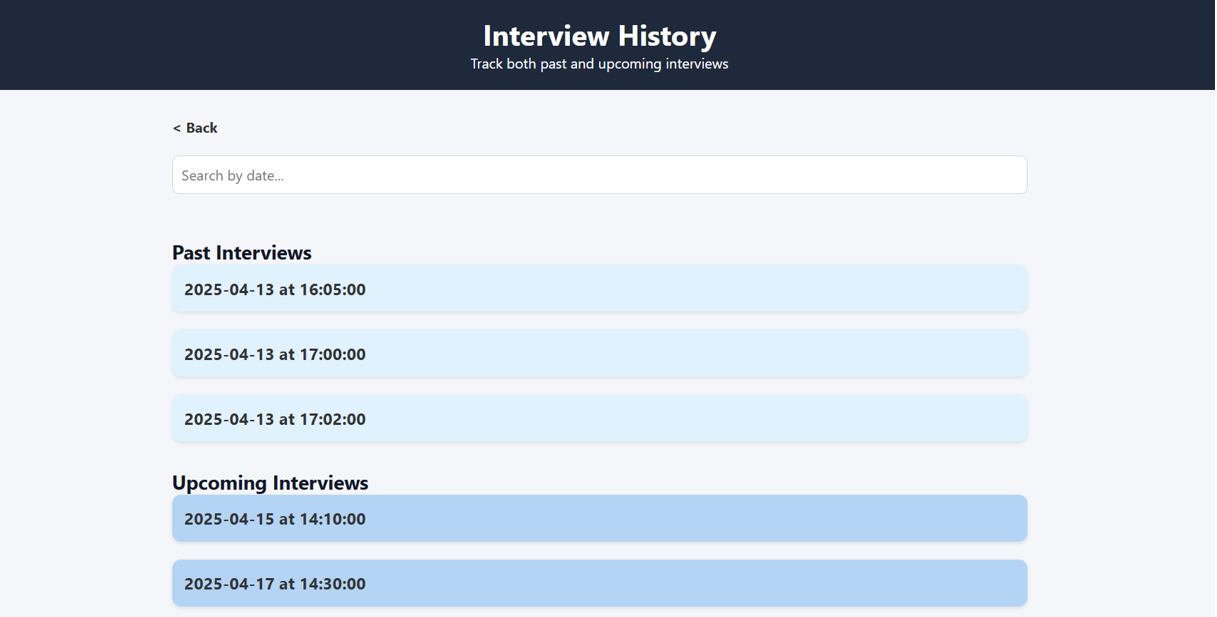 Interview History
Track both past and upcoming interviews
< Back
Search by date...
Past Interviews
2025-04-13 at 16:05:00
2025-04-13 at 17:00:00
2025-04-13 at 17:02:00
Upcoming Interviews
2025-04-15 at 14:10:00
2025-04-17 at 14:30:00